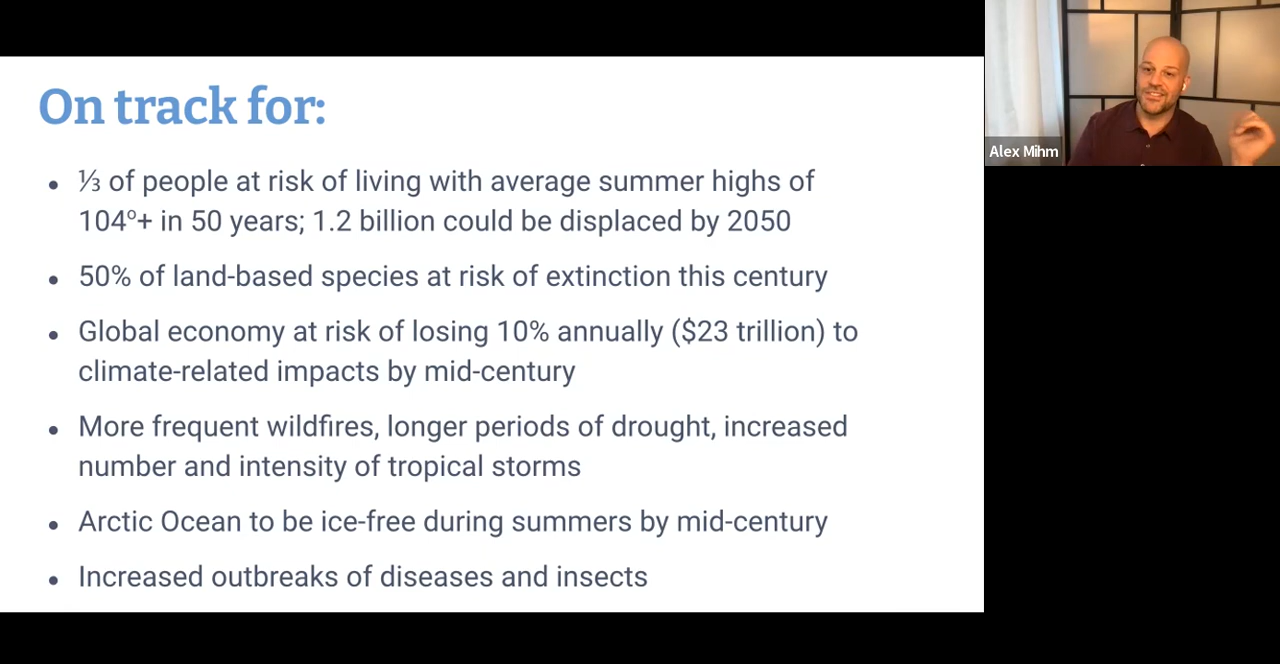 On track for:
• ⅓ of people at risk of living with average summer highs of
104º+ in 50 years; 1.2 billion could be displaced by 2050
• 50% of land-based species at risk of extinction this century
• Global economy at risk of losing 10% annually ($23 trillion) to
climate-related impacts by mid-century
• More frequent wildfires, longer periods of drought, increased
number and intensity of tropical storms
• Arctic Ocean to be ice-free during summers by mid-century
• Increased outbreaks of diseases and insects
Alex Mihm